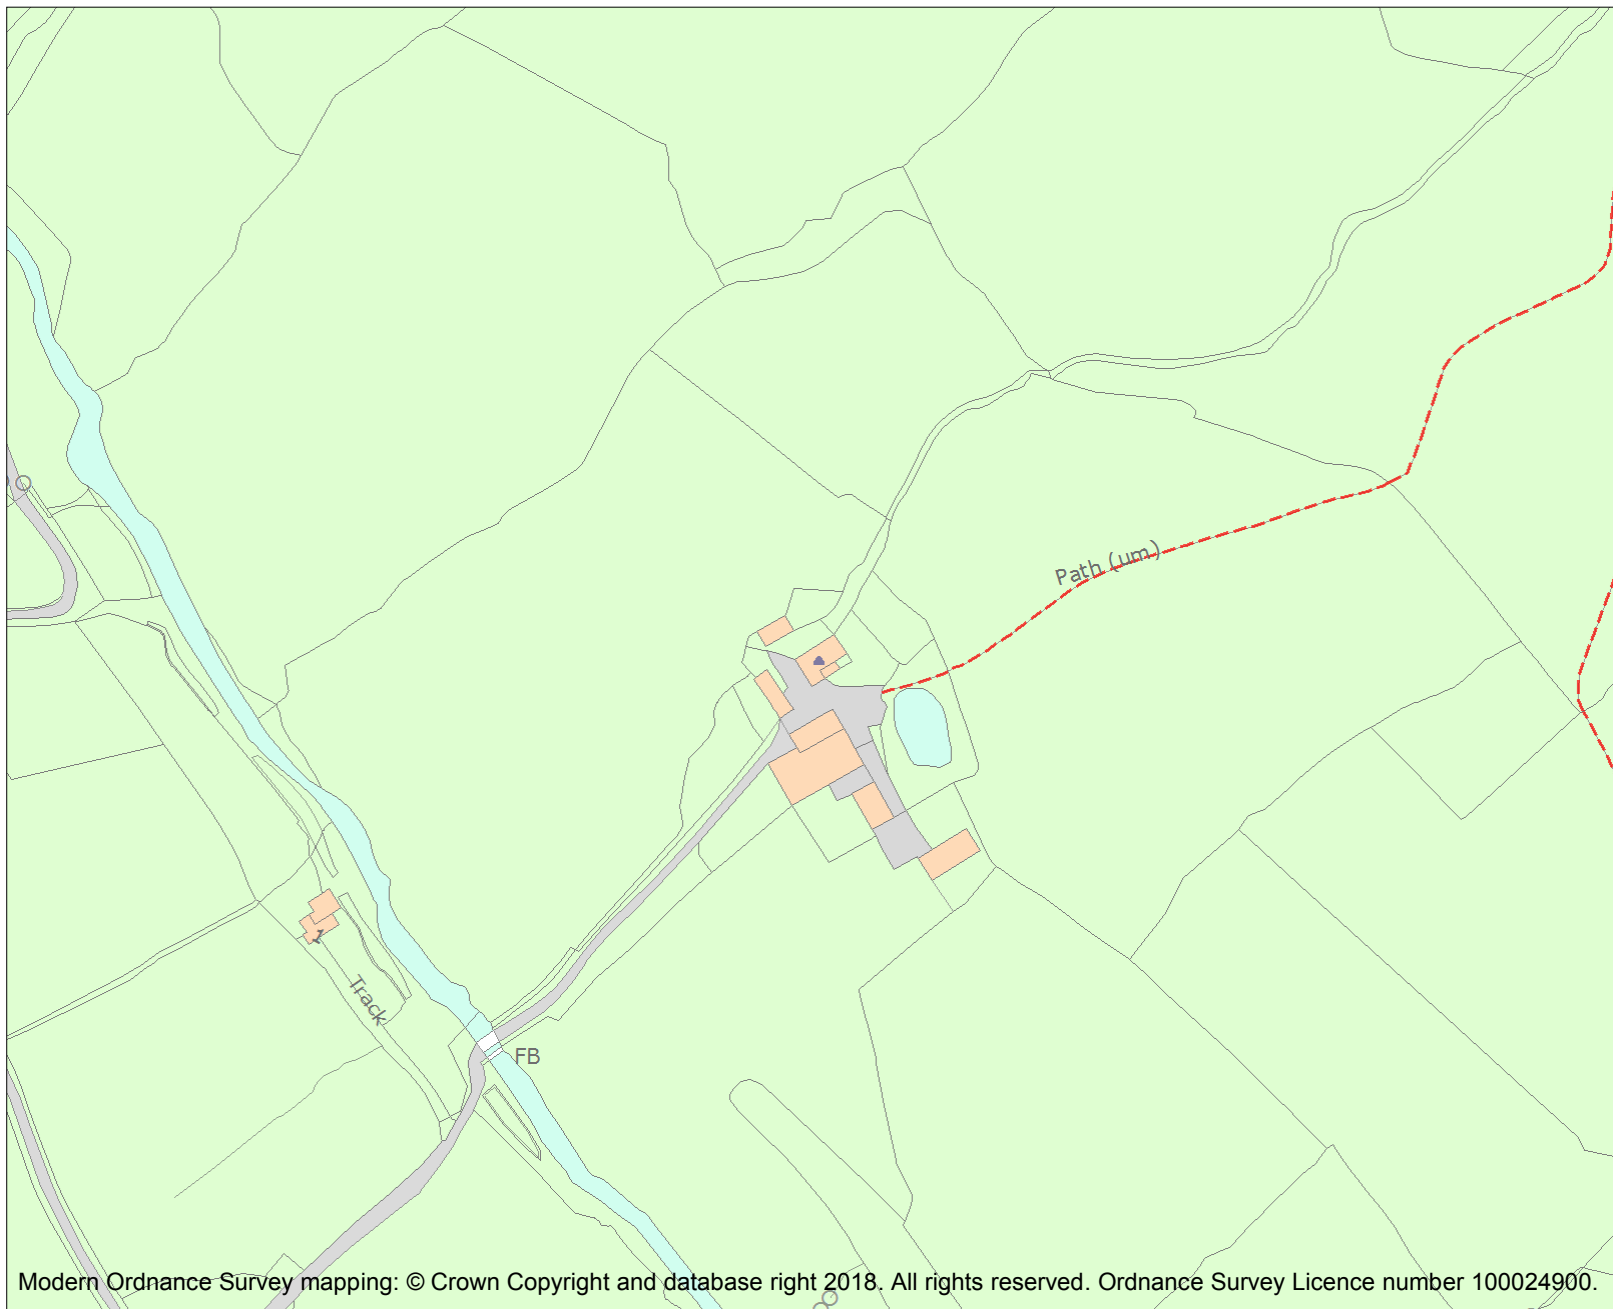 Path (um)
1
Track
FB
Modern Ordnance Survey mapping: © Crown Copyright and database right 2018. All rights reserved. Ordnance Survey Licence number 100024900.